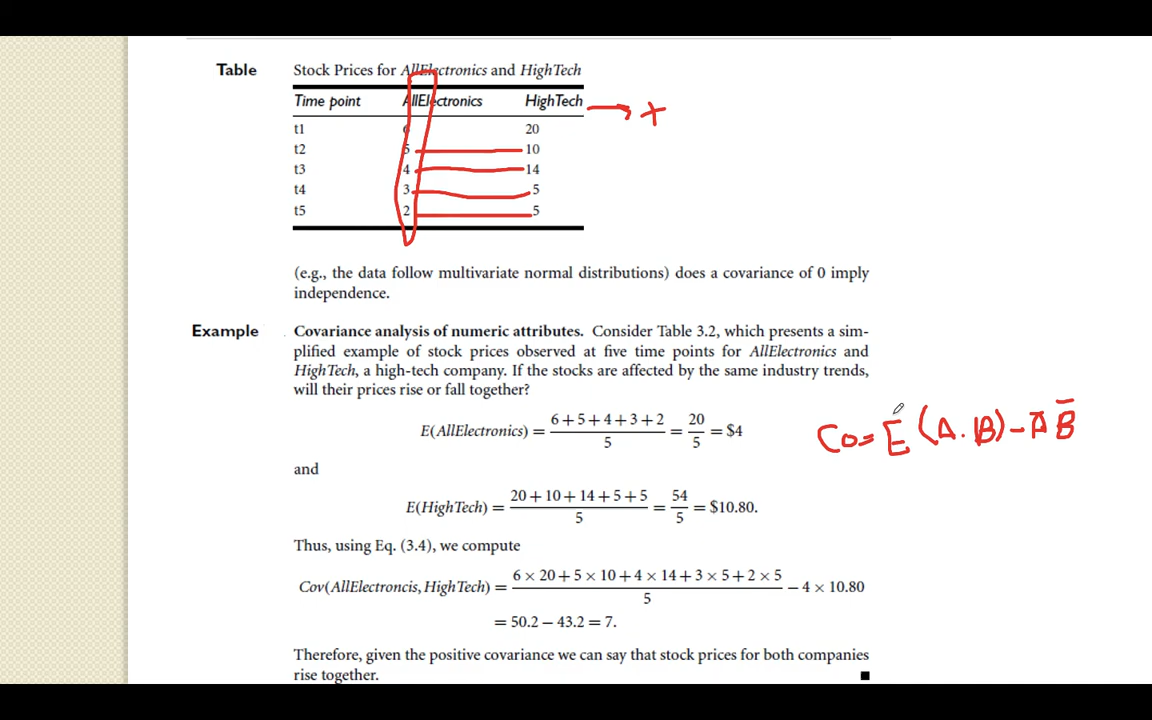 Table Stock Prices for AllElectronics and HighTech
Time point AllElectronics HighTech → +
t1 6 20
t2 5 10
t3 4 14
t4 3 5
t5 2 5
(e.g., the data follow multivariate normal distributions) does a covariance of 0 imply
independence.
Example Covariance analysis of numeric attributes. Consider Table 3.2, which presents a sim-
plified example of stock prices observed at five time points for AllElectronics and
HighTech, a high-tech company. If the stocks are affected by the same industry trends,
will their prices rise or fall together?
E(AllElectronics) = (6 + 5 + 4 + 3 + 2)/5 = 20/5 = $4
Co = E(A.B) - A̅ B̅
and
E(HighTech) = (20 + 10 + 14 + 5 + 5)/5 = 54/5 = $10.80.
Thus, using Eq. (3.4), we compute
Cov(AllElectroncis, HighTech) = (6 × 20 + 5 × 10 + 4 × 14 + 3 × 5 + 2 × 5)/5 − 4 × 10.80
= 50.2 − 43.2 = 7.
Therefore, given the positive covariance we can say that stock prices for both companies
rise together.